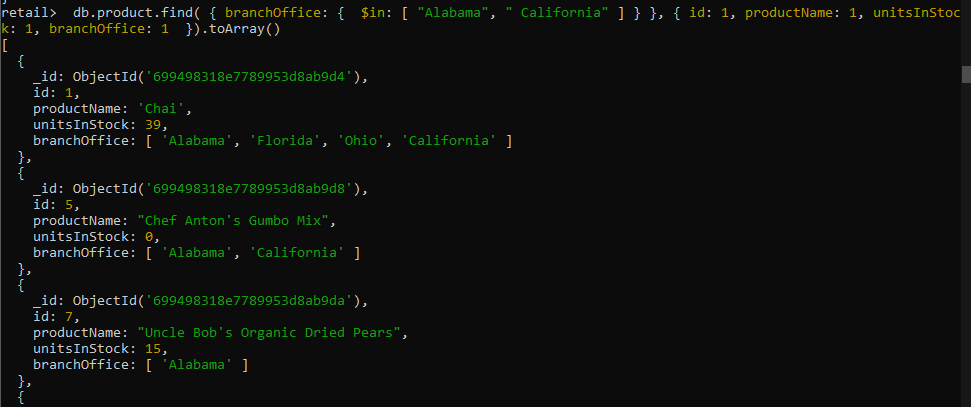 retail>  db.product.find( { branchOffice: {  $in: [ "Alabama", " California" ] } }, { id: 1, productName: 1, unitsInStoc
k: 1, branchOffice: 1  }).toArray()
[
  {
    _id: ObjectId('699498318e7789953d8ab9d4'),
    id: 1,
    productName: 'Chai',
    unitsInStock: 39,
    branchOffice: [ 'Alabama', 'Florida', 'Ohio', 'California' ]
  },
  {
    _id: ObjectId('699498318e7789953d8ab9d8'),
    id: 5,
    productName: "Chef Anton's Gumbo Mix",
    unitsInStock: 0,
    branchOffice: [ 'Alabama', 'California' ]
  },
  {
    _id: ObjectId('699498318e7789953d8ab9da'),
    id: 7,
    productName: "Uncle Bob's Organic Dried Pears",
    unitsInStock: 15,
    branchOffice: [ 'Alabama' ]
  },
  {